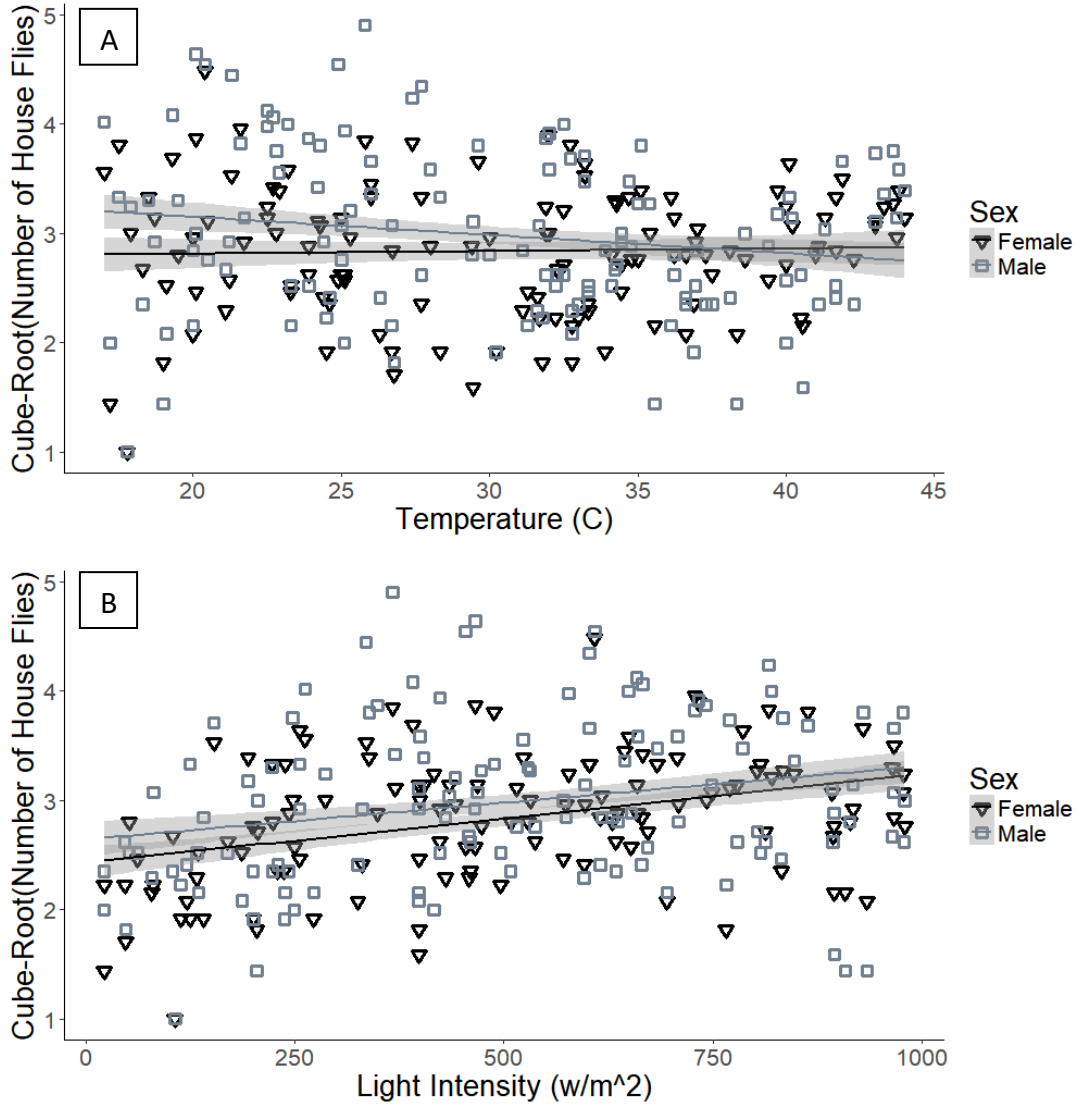 A
Cube-Root(Number of House Flies)
5
4
3
2
1
20 25 30 35 40 45
Temperature (C)
Sex
Female
Male
B
Cube-Root(Number of House Flies)
5
4
3
2
1
0 250 500 750 1000
Light Intensity (w/m^2)
Sex
Female
Male